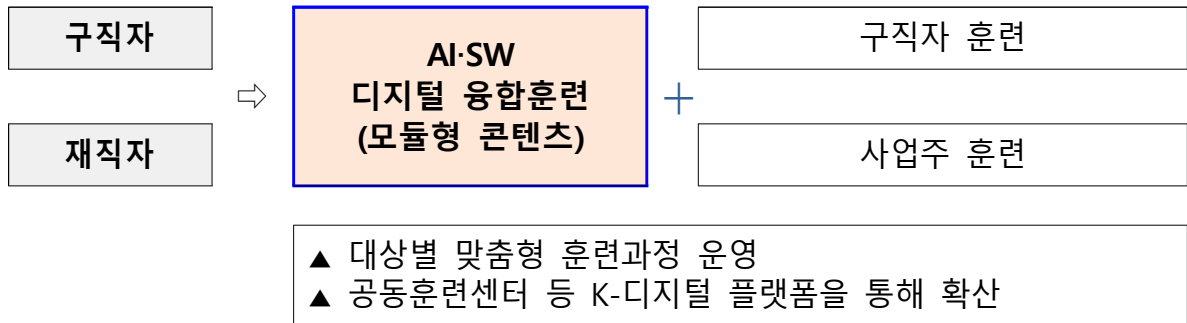 구직자
재직자
⇨
AI·SW
디지털 융합훈련
(모듈형 콘텐츠)
+
구직자 훈련
사업주 훈련
▲ 대상별 맞춤형 훈련과정 운영
▲ 공동훈련센터 등 K-디지털 플랫폼을 통해 확산